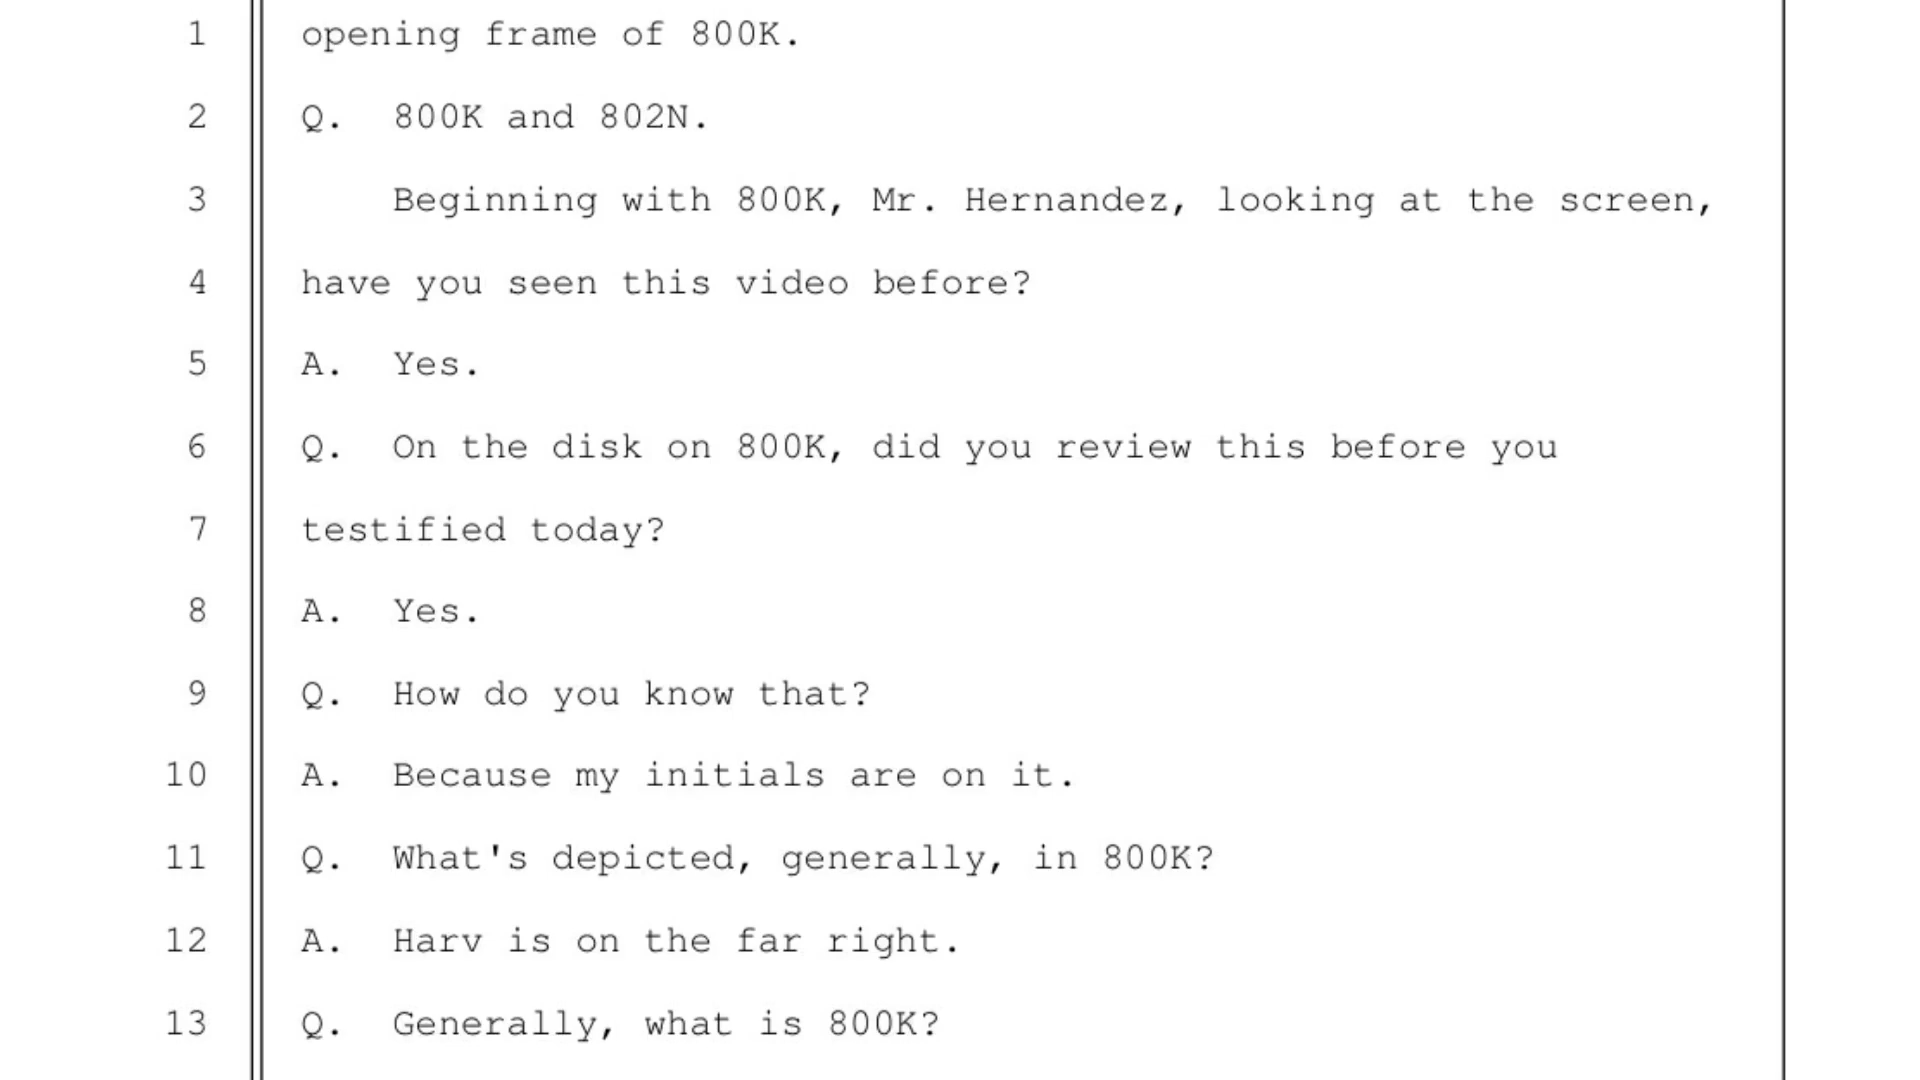 1 opening frame of 800K.
2 Q. 800K and 802N.
3 Beginning with 800K, Mr. Hernandez, looking at the screen,
4 have you seen this video before?
5 A. Yes.
6 Q. On the disk on 800K, did you review this before you
7 testified today?
8 A. Yes.
9 Q. How do you know that?
10 A. Because my initials are on it.
11 Q. What's depicted, generally, in 800K?
12 A. Harv is on the far right.
13 Q. Generally, what is 800K?